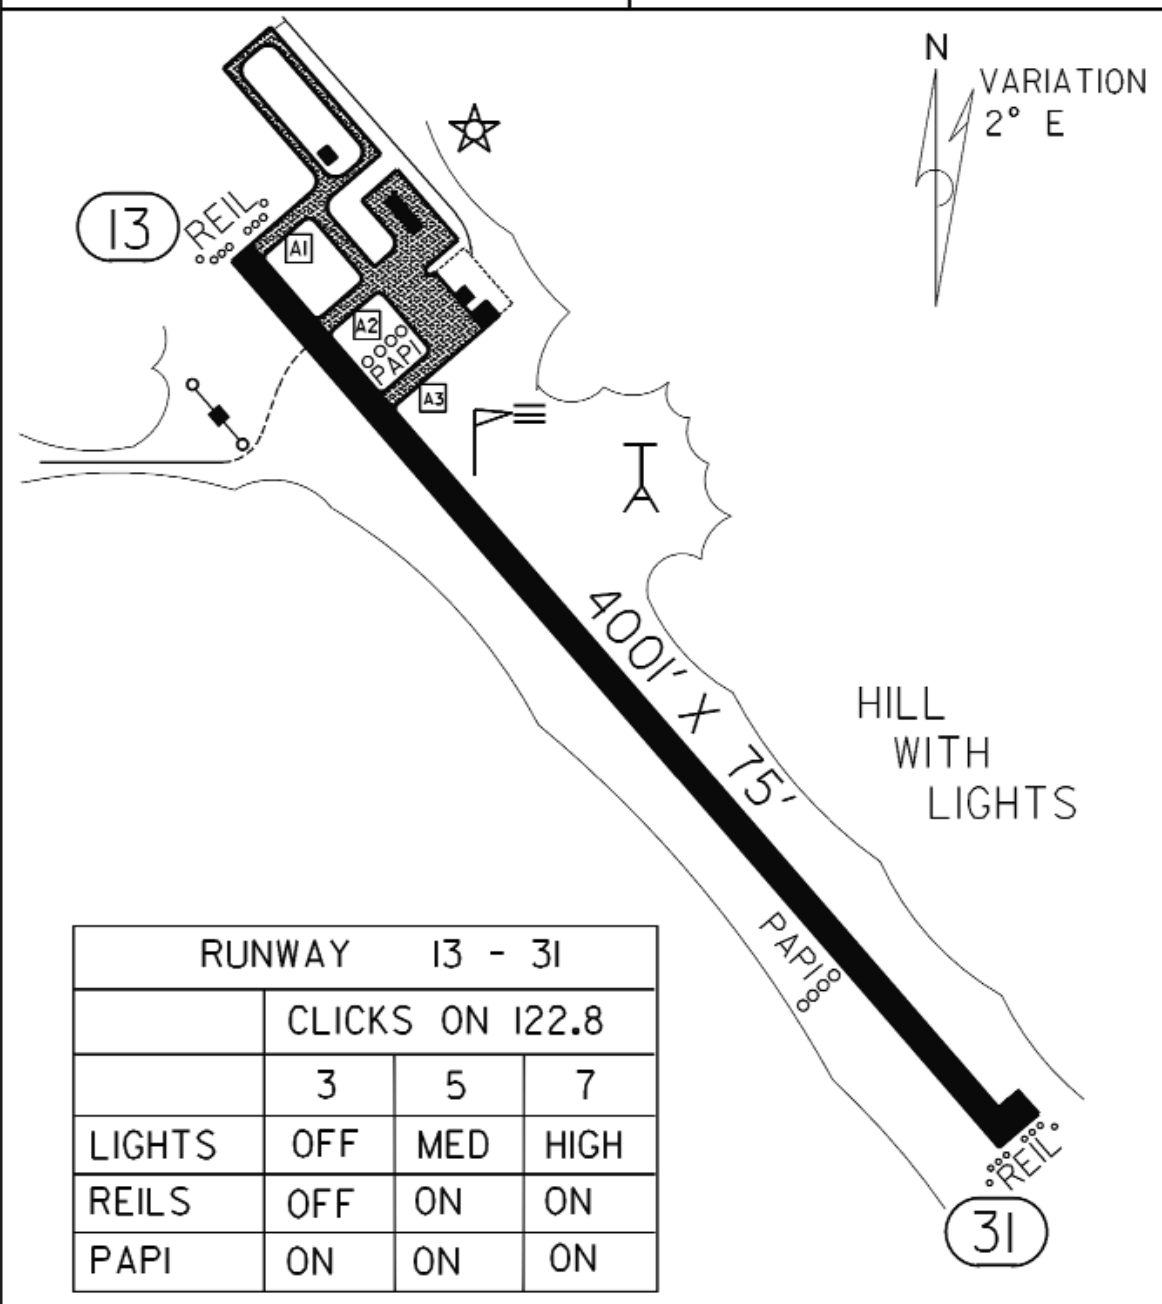 N
VARIATION
2° E
13
REIL
A1
A2
PAPI
A3
4001' X 75'
HILL
WITH
LIGHTS
PAPI
REIL
31
RUNWAY 13 - 31
CLICKS ON 122.8
3 5 7
LIGHTS OFF MED HIGH
REILS OFF ON ON
PAPI ON ON ON